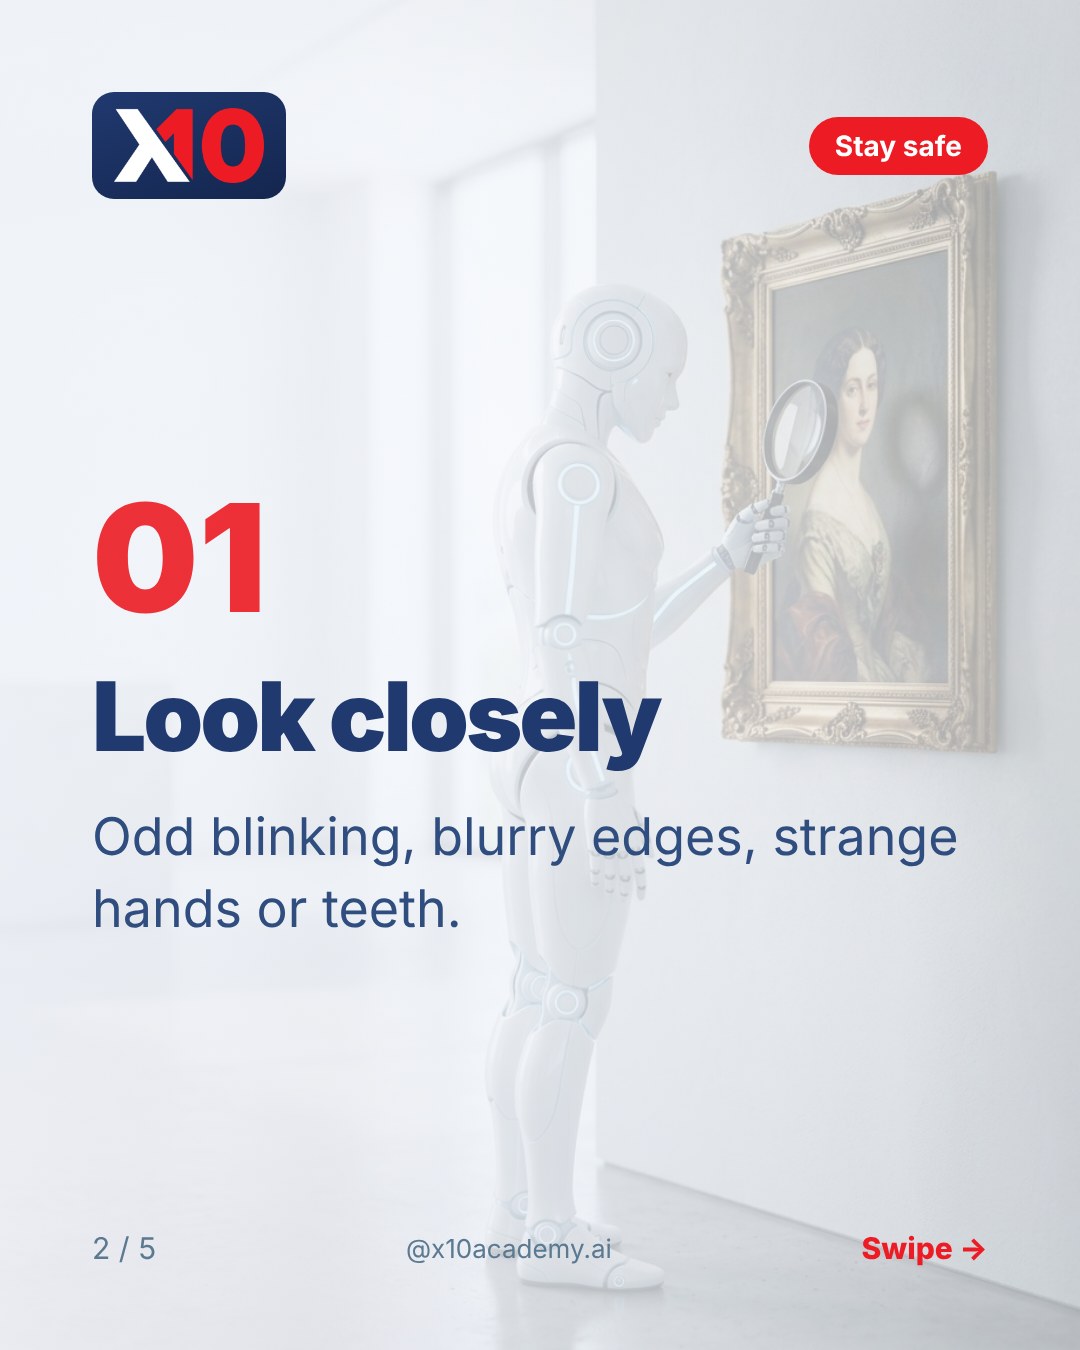 X10
Stay safe
01
Look closely
Odd blinking, blurry edges, strange
hands or teeth.
2 / 5
@x10academy.ai
Swipe →